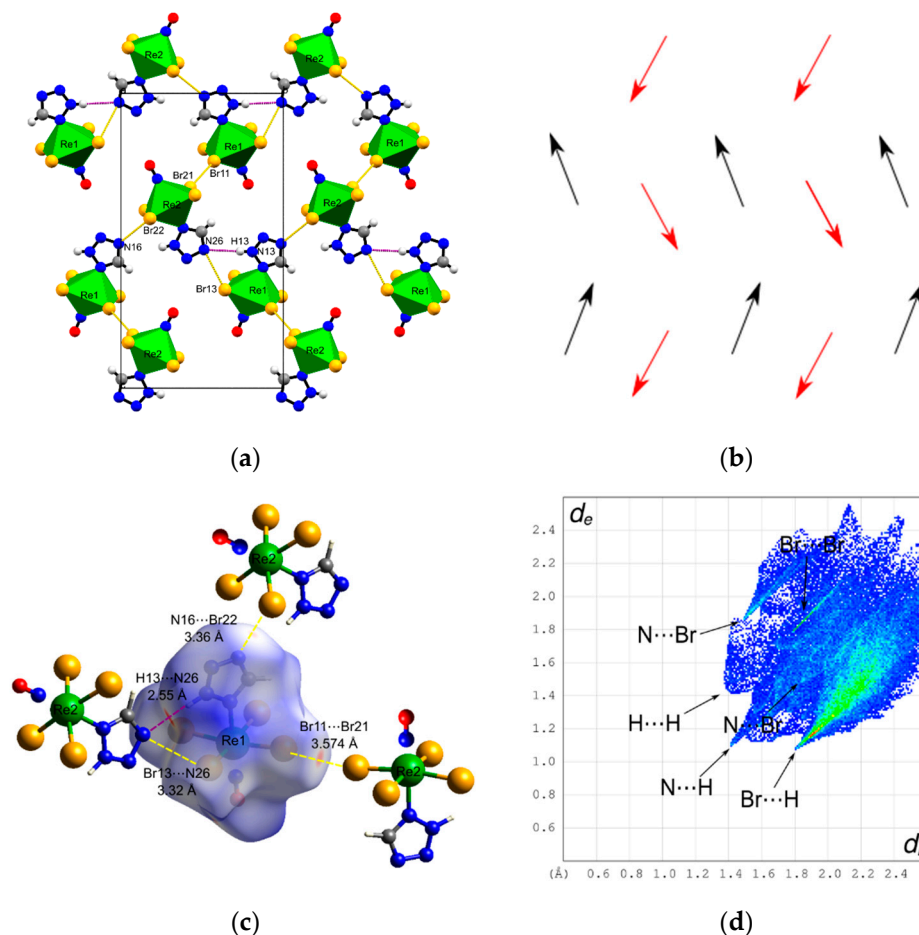 Re2
Re2
Re1
Re1
Br21
Br11
Re2
Re2
Br22
N16
N26
H13
N13
Br13
Re1
Re1
Re2
Re2
(a)
(b)
Re2
N16···Br22
3.36 Å
H13···N26
2.55 Å
Re2
Re1
Br11···Br21
3.574 Å
Br13···N26
3.32 Å
Re2
(c)
de
2.4
2.2
2.0
1.8
1.6
1.4
1.2
1.0
0.8
0.6
Br···Br
N···Br
H···H
N···Br
N···H
Br···H
(Å) 0.6 0.8 1.0 1.2 1.4 1.6 1.8 2.0 2.2 2.4
(d)